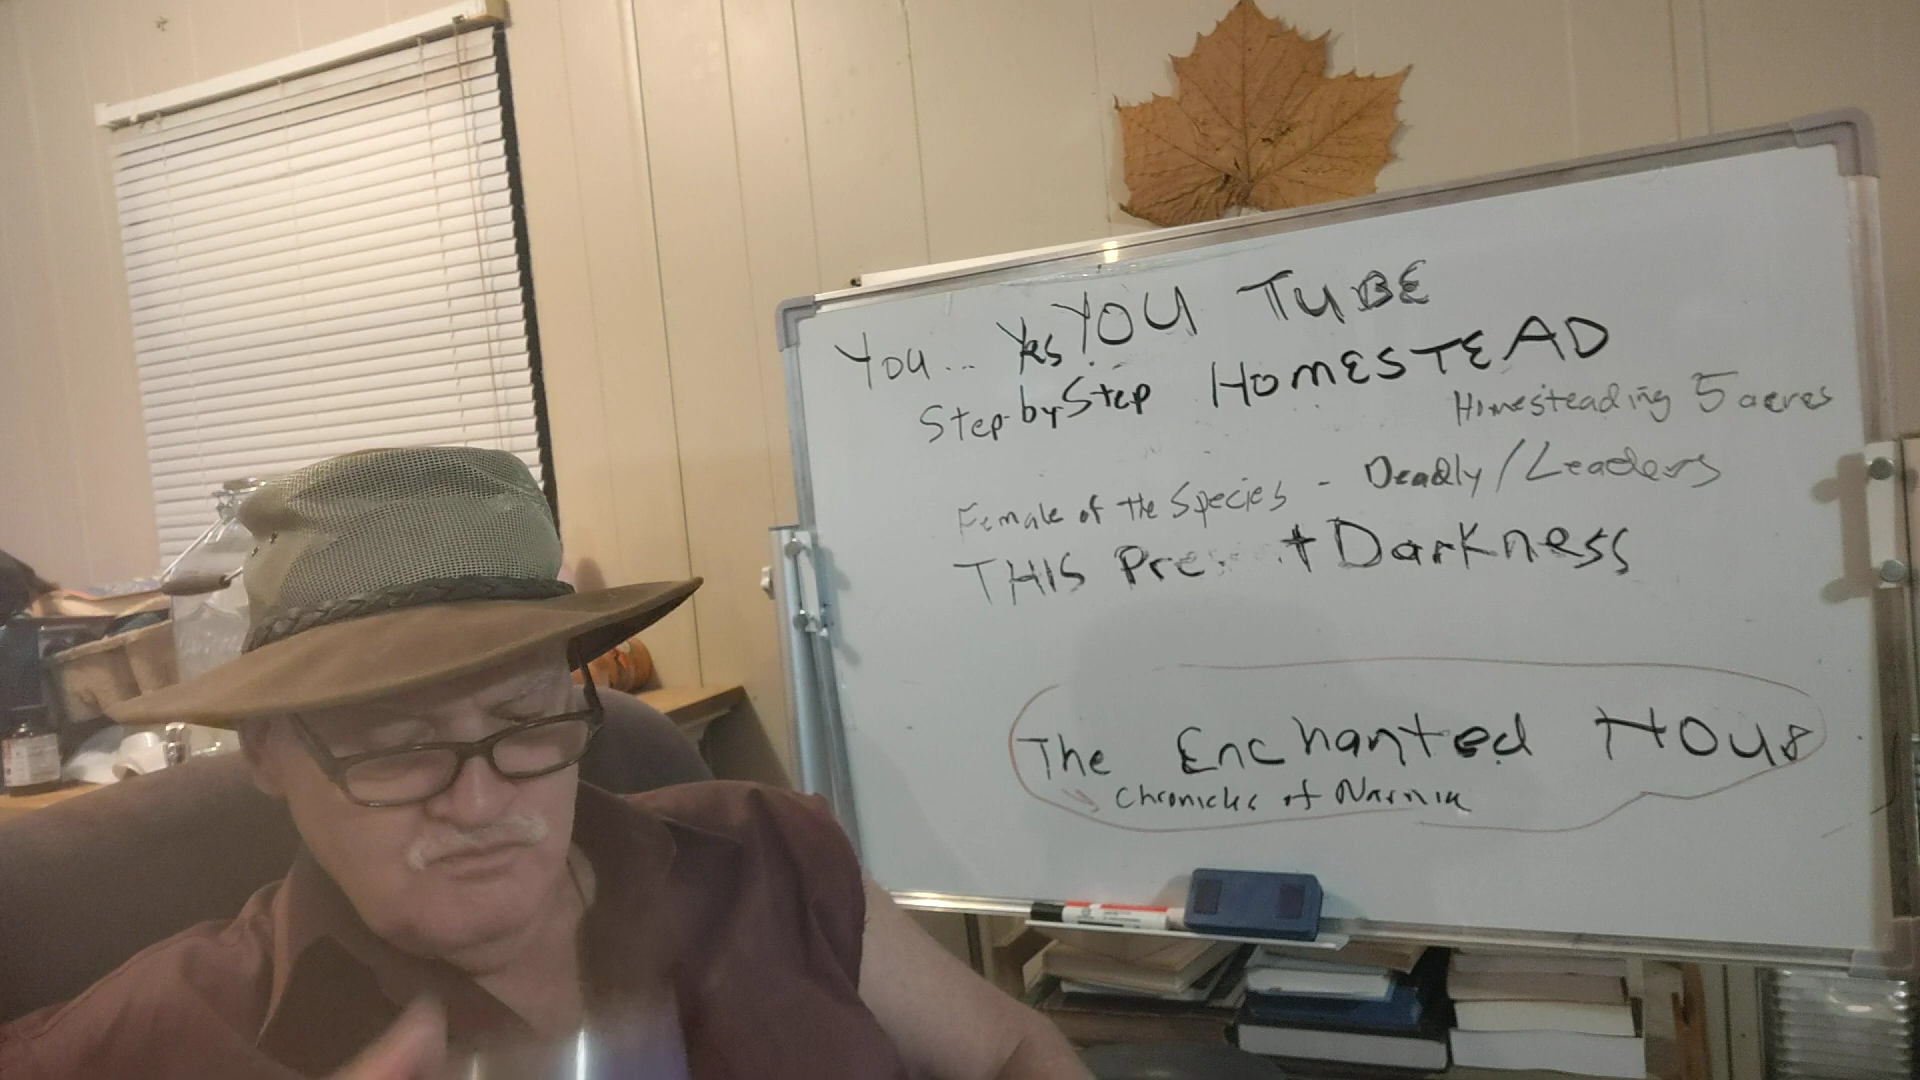 You... Yes YOU TUBE
Step-by Step HOMESTEAD
Homesteading 5 acres
Female of the Species - Deadly/Leaders
THIS Pre t Darkness
The Enchanted Hour
Chronicles of Narnia